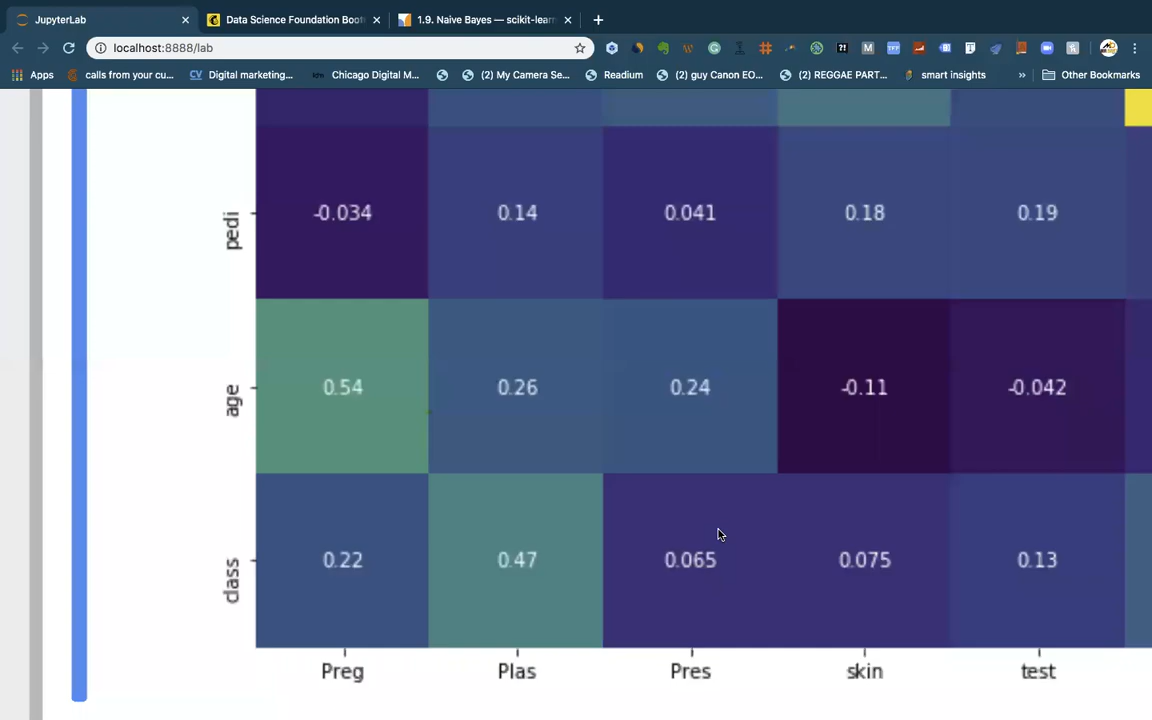 JupyterLab
Data Science Foundation Boot
1.9. Naive Bayes — scikit-learn
localhost:8888/lab
Apps
calls from your cu...
CV Digital marketing...
Chicago Digital M...
(2) My Camera Se...
Readium
(2) guy Canon EO...
(2) REGGAE PART...
smart insights
»
Other Bookmarks
pedi -0.034 0.14 0.041 0.18 0.19
age 0.54 0.26 0.24 -0.11 -0.042
class 0.22 0.47 0.065 0.075 0.13
Preg Plas Pres skin test